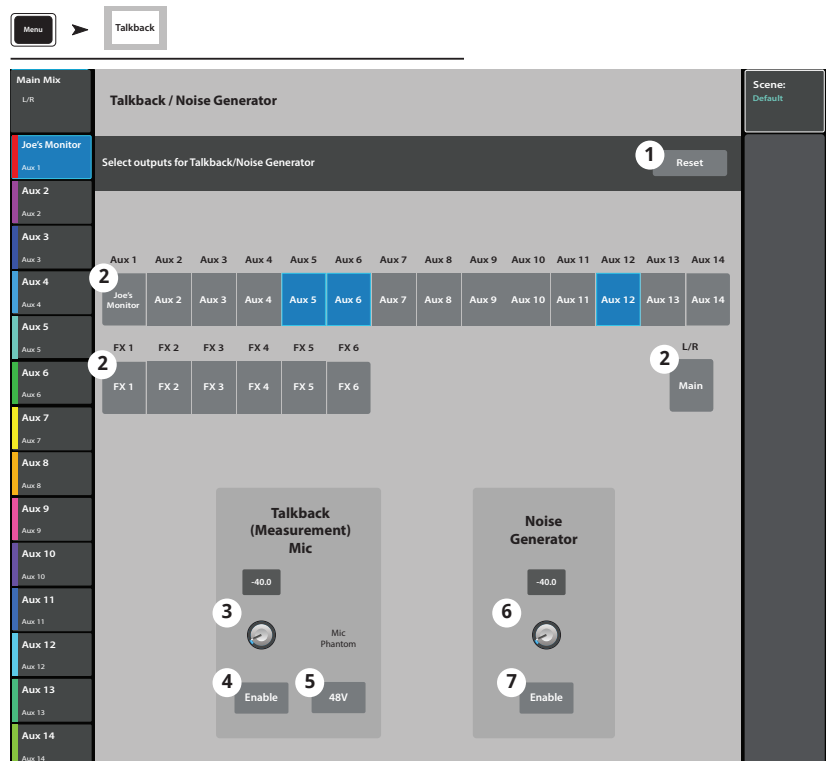 Menu
Talkback
Main Mix
L/R
Talkback / Noise Generator
Scene:
Default
Joe's Monitor
Aux 1
Select outputs for Talkback/Noise Generator
1
Reset
Aux 2
Aux 2
Aux 3
Aux 3
Aux 4
Aux 4
Aux 5
Aux 5
Aux 6
Aux 6
Aux 7
Aux 7
Aux 8
Aux 8
Aux 9
Aux 9
Aux 10
Aux 10
Aux 11
Aux 11
Aux 12
Aux 12
Aux 13
Aux 13
Aux 14
Aux 14
Aux 1 Aux 2 Aux 3 Aux 4 Aux 5 Aux 6 Aux 7 Aux 8 Aux 9 Aux 10 Aux 11 Aux 12 Aux 13 Aux 14
2
Joe's
Monitor
Aux 2 Aux 3 Aux 4 Aux 5 Aux 6 Aux 7 Aux 8 Aux 9 Aux 10 Aux 11 Aux 12 Aux 13 Aux 14
FX 1 FX 2 FX 3 FX 4 FX 5 FX 6
L/R
2
2
FX 1 FX 2 FX 3 FX 4 FX 5 FX 6
Main
Talkback
(Measurement)
Mic
-40.0
3
Mic
Phantom
4
Enable
5
48V
Noise
Generator
-40.0
6
7
Enable